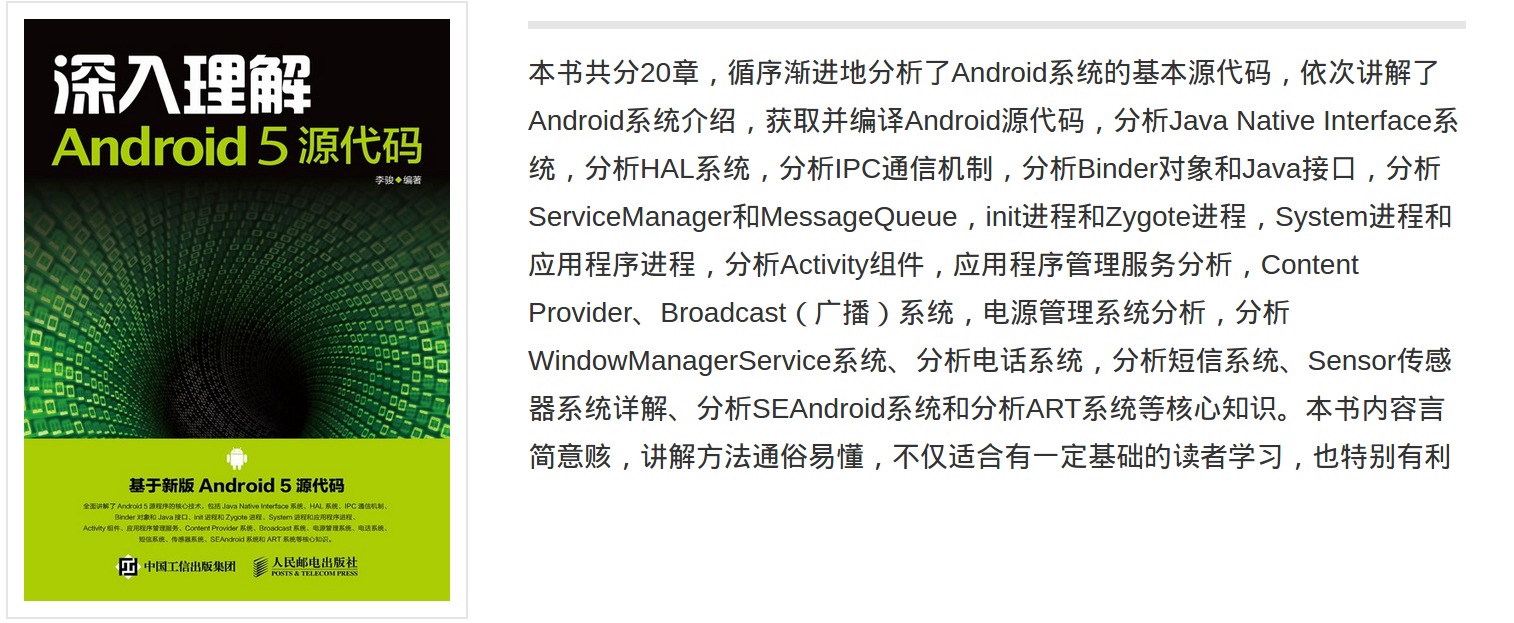 深入理解
Android 5 源代码
李骏◆编著
基于新版 Android 5 源代码
全面讲解了 Android 5 源程序的核心技术，包括 Java Native Interface 系统、HAL 系统、IPC 通信机制、
Binder 对象和 Java 接口、init 进程和 Zygote 进程、System 进程和应用程序进程、
Activity 组件、应用程序管理服务、Content Provider 系统、Broadcast 系统、电源管理系统、电话系统、
短信系统、传感器系统、SEAndroid 系统和 ART 系统等核心知识。
中国工信出版集团
人民邮电出版社
POSTS & TELECOM PRESS
本书共分20章，循序渐进地分析了Android系统的基本源代码，依次讲解了
Android系统介绍，获取并编译Android源代码，分析Java Native Interface系
统，分析HAL系统，分析IPC通信机制，分析Binder对象和Java接口，分析
ServiceManager和MessageQueue，init进程和Zygote进程，System进程和
应用程序进程，分析Activity组件，应用程序管理服务分析，Content
Provider、Broadcast（广播）系统，电源管理系统分析，分析
WindowManagerService系统、分析电话系统，分析短信系统、Sensor传感
器系统详解、分析SEAndroid系统和分析ART系统等核心知识。本书内容言
简意赅，讲解方法通俗易懂，不仅适合有一定基础的读者学习，也特别有利